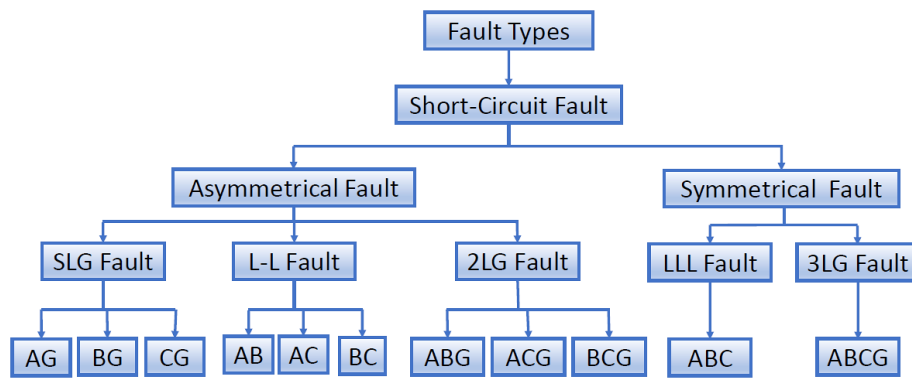 Fault Types
Short-Circuit Fault
Asymmetrical Fault
Symmetrical Fault
SLG Fault
L-L Fault
2LG Fault
LLL Fault
3LG Fault
AG
BG
CG
AB
AC
BC
ABG
ACG
BCG
ABC
ABCG